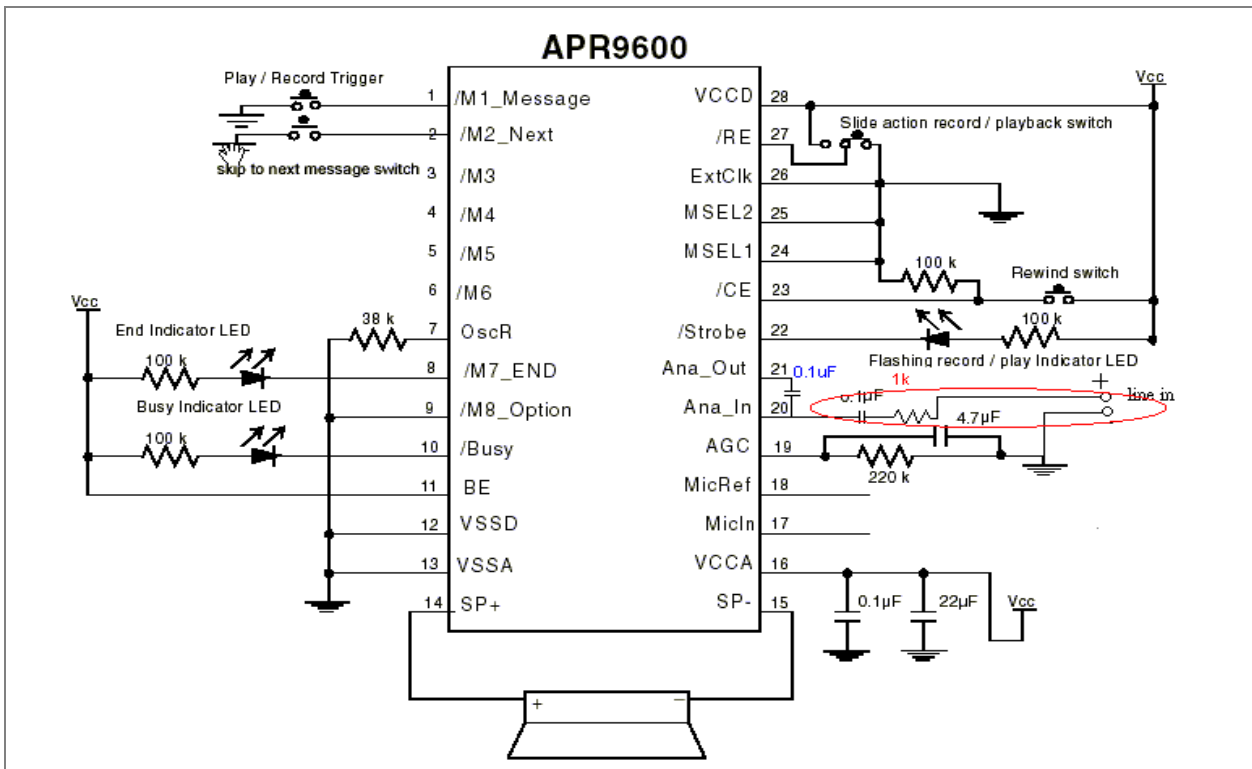 APR9600
Play / Record Trigger
1 /M1_Message
2 /M2_Next
skip to next message switch
3 /M3
4 /M4
5 /M5
6 /M6
Vcc
End Indicator LED
38 k
7 OscR
100 k
8 /M7_END
Busy Indicator LED
9 /M8_Option
100 k
10 /Busy
11 BE
12 VSSD
13 VSSA
14 SP+
VCCD 28
Vcc
Slide action record / playback switch
/RE 27
ExtClk 26
MSEL2 25
MSEL1 24
100 k
Rewind switch
/CE 23
100 k
/Strobe 22
Flashing record / play Indicator LED
Ana_Out 21
0.1uF
1k
+
line in
0.1µF
Ana_In 20
4.7µF
AGC 19
220 k
MicRef 18
MicIn 17
VCCA 16
0.1µF
22µF
Vcc
SP- 15
+ −